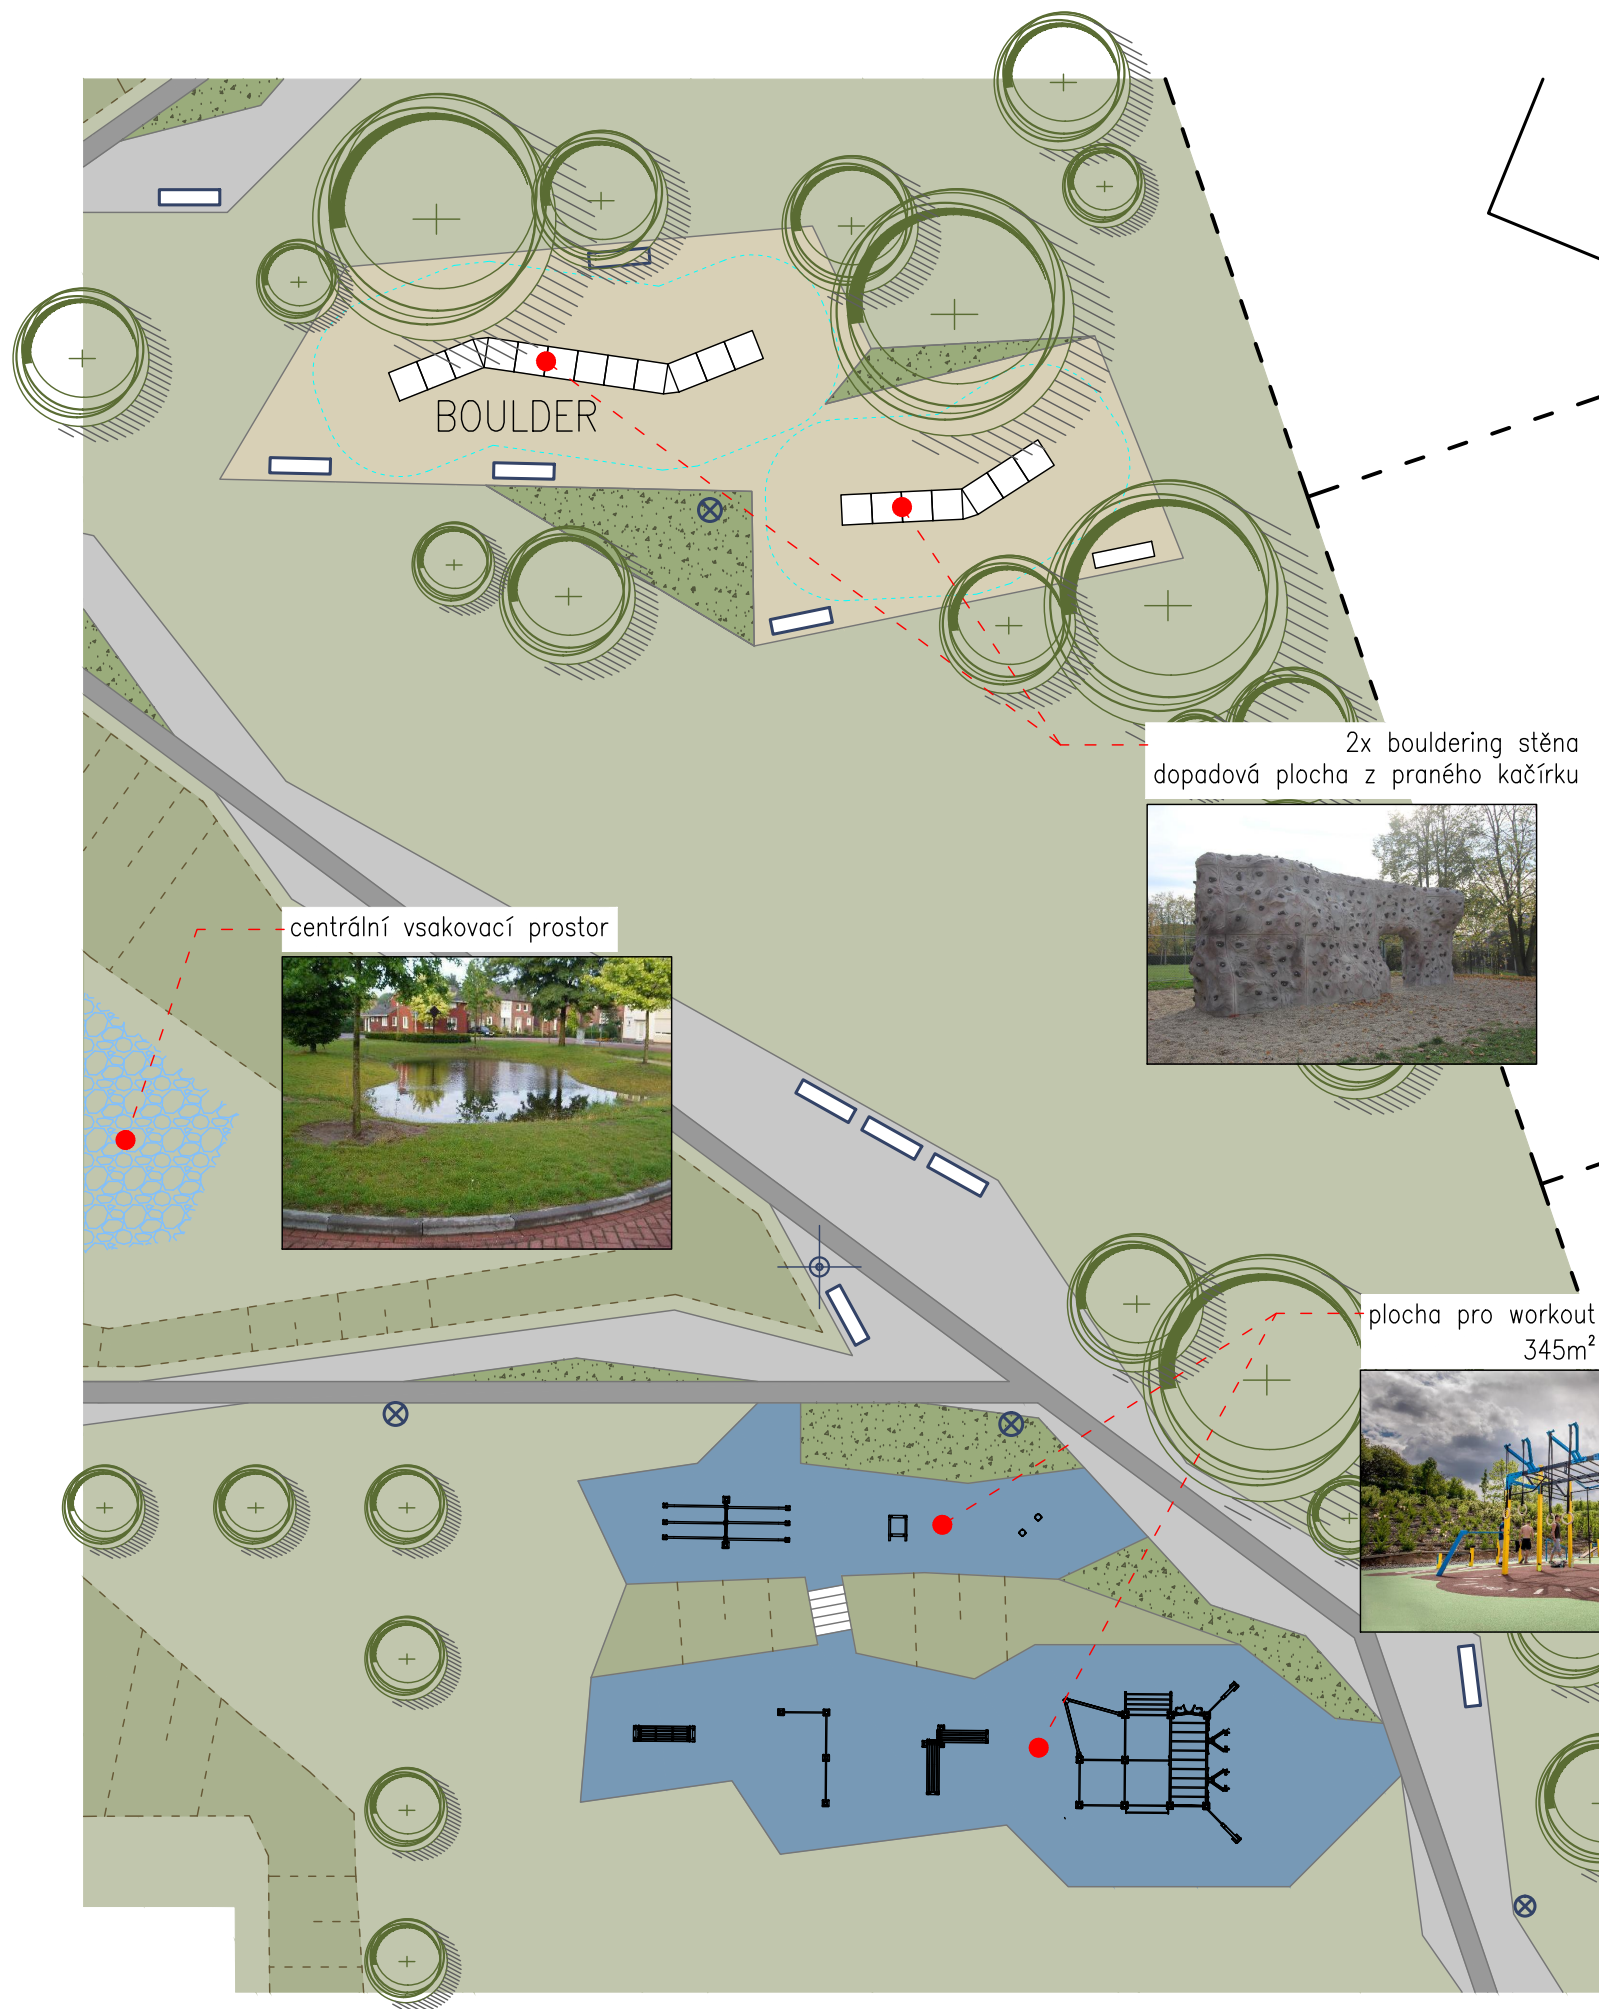 BOULDER
2x bouldering stěna
dopadová plocha z praného kačírku
centrální vsakovací prostor
plocha pro workout
345m²